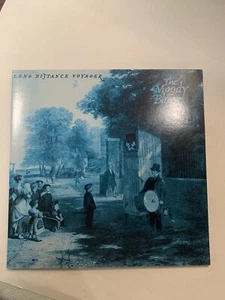 LONG DISTANCE VOYAGER
The
Moody
Blues